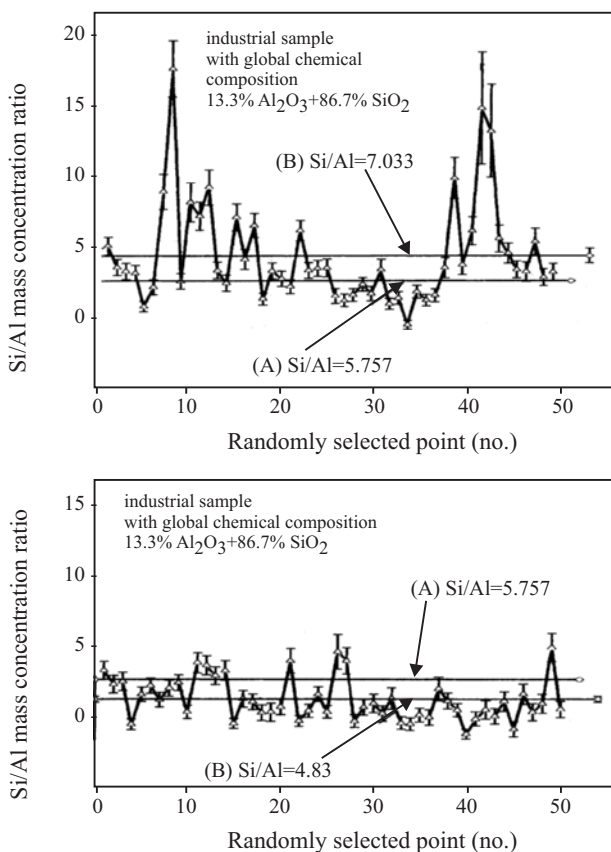 20
15
10
5
0
Si/Al mass concentration ratio
industrial sample
with global chemical
composition
13.3% Al2O3+86.7% SiO2
(B) Si/Al=7.033
(A) Si/Al=5.757
0 10 20 30 40 50
Randomly selected point (no.)
15
10
5
0
Si/Al mass concentration ratio
industrial sample
with global chemical composition
13.3% Al2O3+86.7% SiO2
(A) Si/Al=5.757
(B) Si/Al=4.83
0 10 20 30 40 50
Randomly selected point (no.)